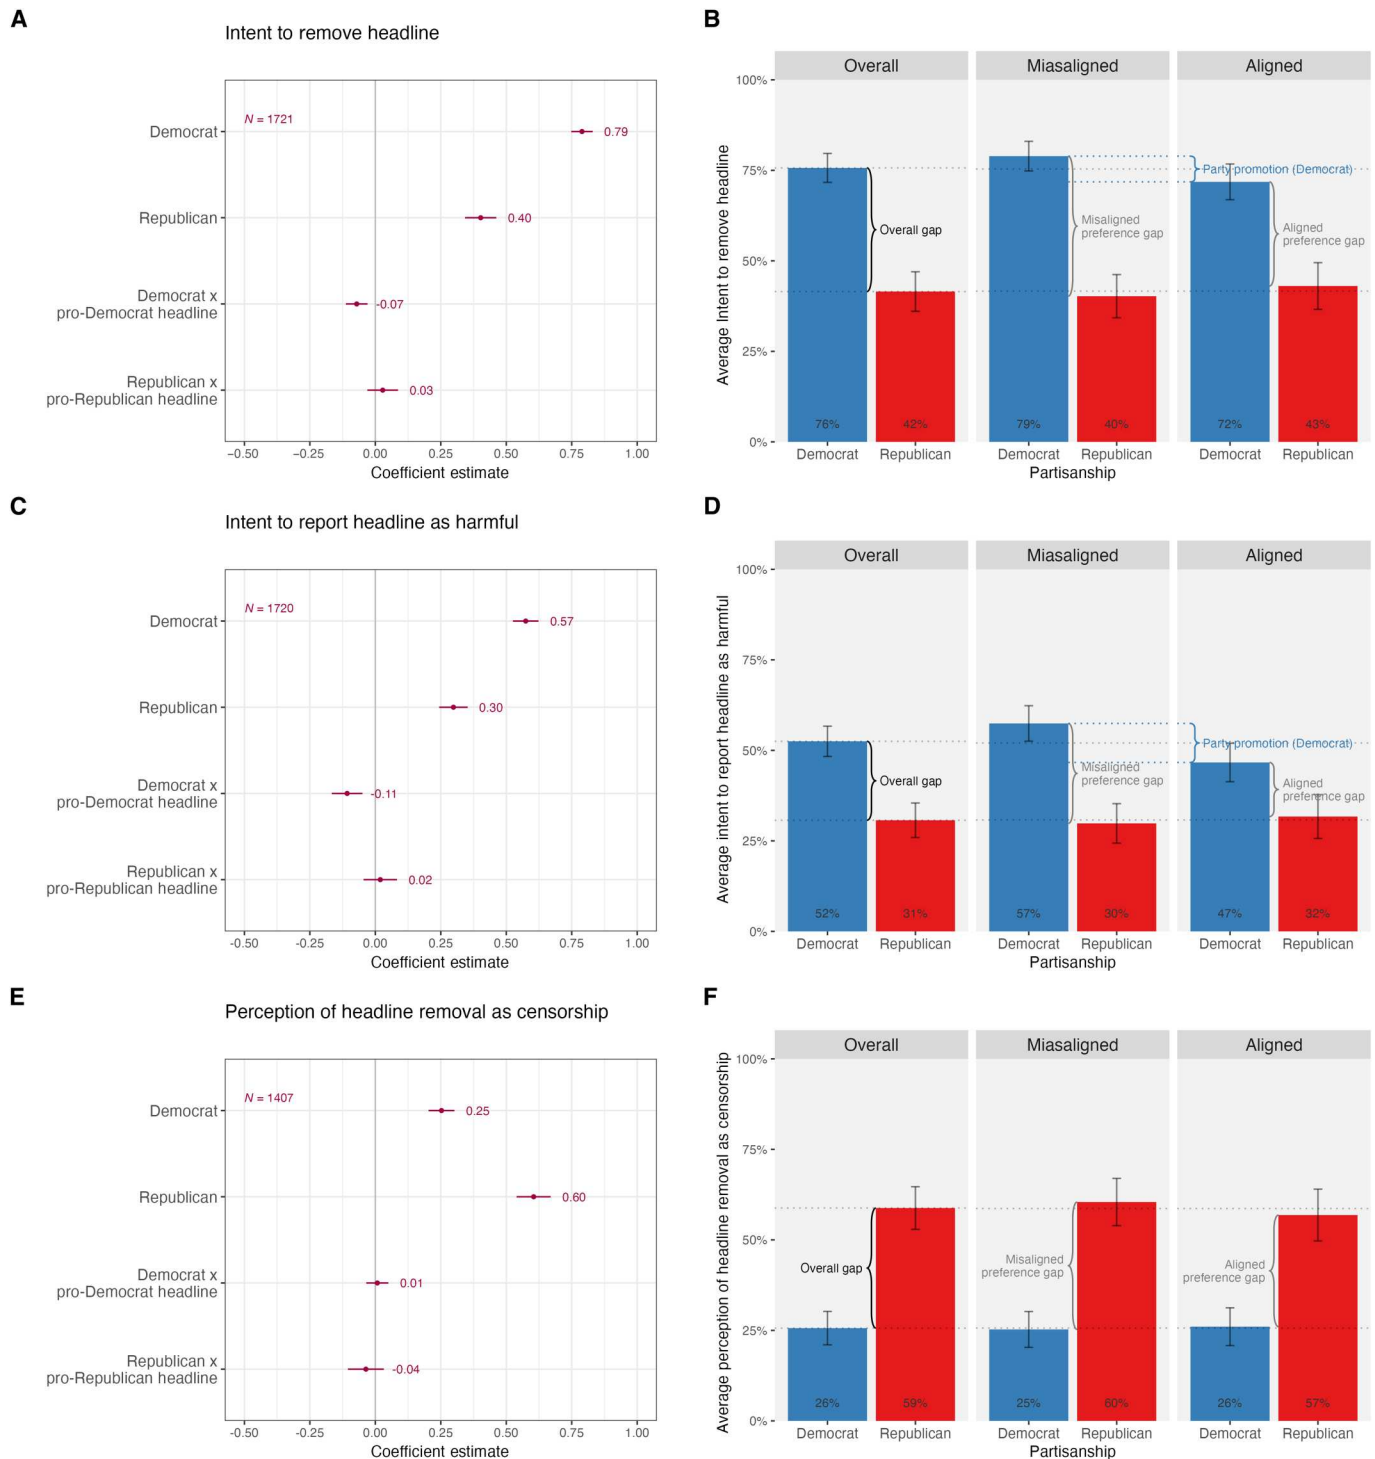 A
Intent to remove headline
N = 1721
Democrat
0.79
Republican
0.40
Democrat x
pro-Democrat headline
-0.07
Republican x
pro-Republican headline
0.03
−0.50 −0.25 0.00 0.25 0.50 0.75 1.00
Coefficient estimate
B
Average Intent to remove headline
Overall Miasaligned Aligned
100%
75%
50%
25%
0%
Overall gap
Misaligned
preference gap
Party promotion (Democrat)
Aligned
preference gap
76% 42% 79% 40% 72% 43%
Democrat Republican Democrat Republican Democrat Republican
Partisanship
C
Intent to report headline as harmful
N = 1720
Democrat
0.57
Republican
0.30
Democrat x
pro-Democrat headline
-0.11
Republican x
pro-Republican headline
0.02
-0.50 -0.25 0.00 0.25 0.50 0.75 1.00
Coefficient estimate
D
Average intent to report headline as harmful
Overall Miasaligned Aligned
100%
75%
50%
25%
0%
Overall gap
Misaligned
preference gap
Party promotion (Democrat)
Aligned
preference gap
52% 31% 57% 30% 47% 32%
Democrat Republican Democrat Republican Democrat Republican
Partisanship
E
Perception of headline removal as censorship
N = 1407
Democrat
0.25
Republican
0.60
Democrat x
pro-Democrat headline
0.01
Republican x
pro-Republican headline
-0.04
-0.50 -0.25 0.00 0.25 0.50 0.75 1.00
Coefficient estimate
F
Average perception of headline removal as censorship
Overall Miasaligned Aligned
100%
75%
50%
25%
0%
Overall gap
Misaligned
preference gap
Aligned
preference gap
26% 59% 25% 60% 26% 57%
Democrat Republican Democrat Republican Democrat Republican
Partisanship